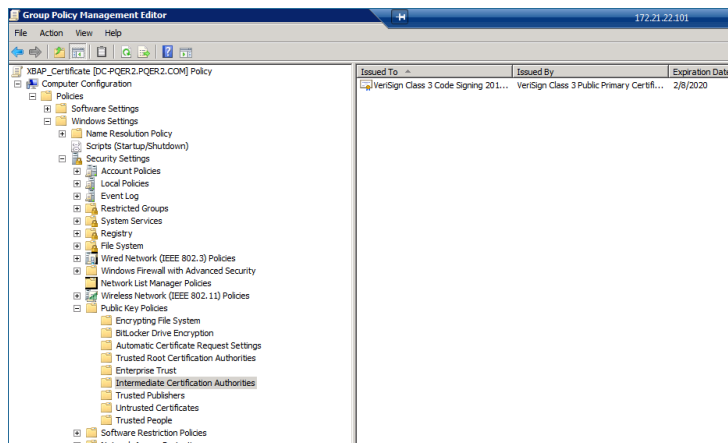 Group Policy Management Editor
172.21.22.101
File Action View Help
XBAP_Certificate [DC-PQER2.PQER2.COM] Policy
Computer Configuration
Policies
Software Settings
Windows Settings
Name Resolution Policy
Scripts (Startup/Shutdown)
Security Settings
Account Policies
Local Policies
Event Log
Restricted Groups
System Services
Registry
File System
Wired Network (IEEE 802.3) Policies
Windows Firewall with Advanced Security
Network List Manager Policies
Wireless Network (IEEE 802.11) Policies
Public Key Policies
Encrypting File System
BitLocker Drive Encryption
Automatic Certificate Request Settings
Trusted Root Certification Authorities
Enterprise Trust
Intermediate Certification Authorities
Trusted Publishers
Untrusted Certificates
Trusted People
Software Restriction Policies
Issued To Issued By Expiration Date
VeriSign Class 3 Code Signing 201... VeriSign Class 3 Public Primary Certifi... 2/8/2020